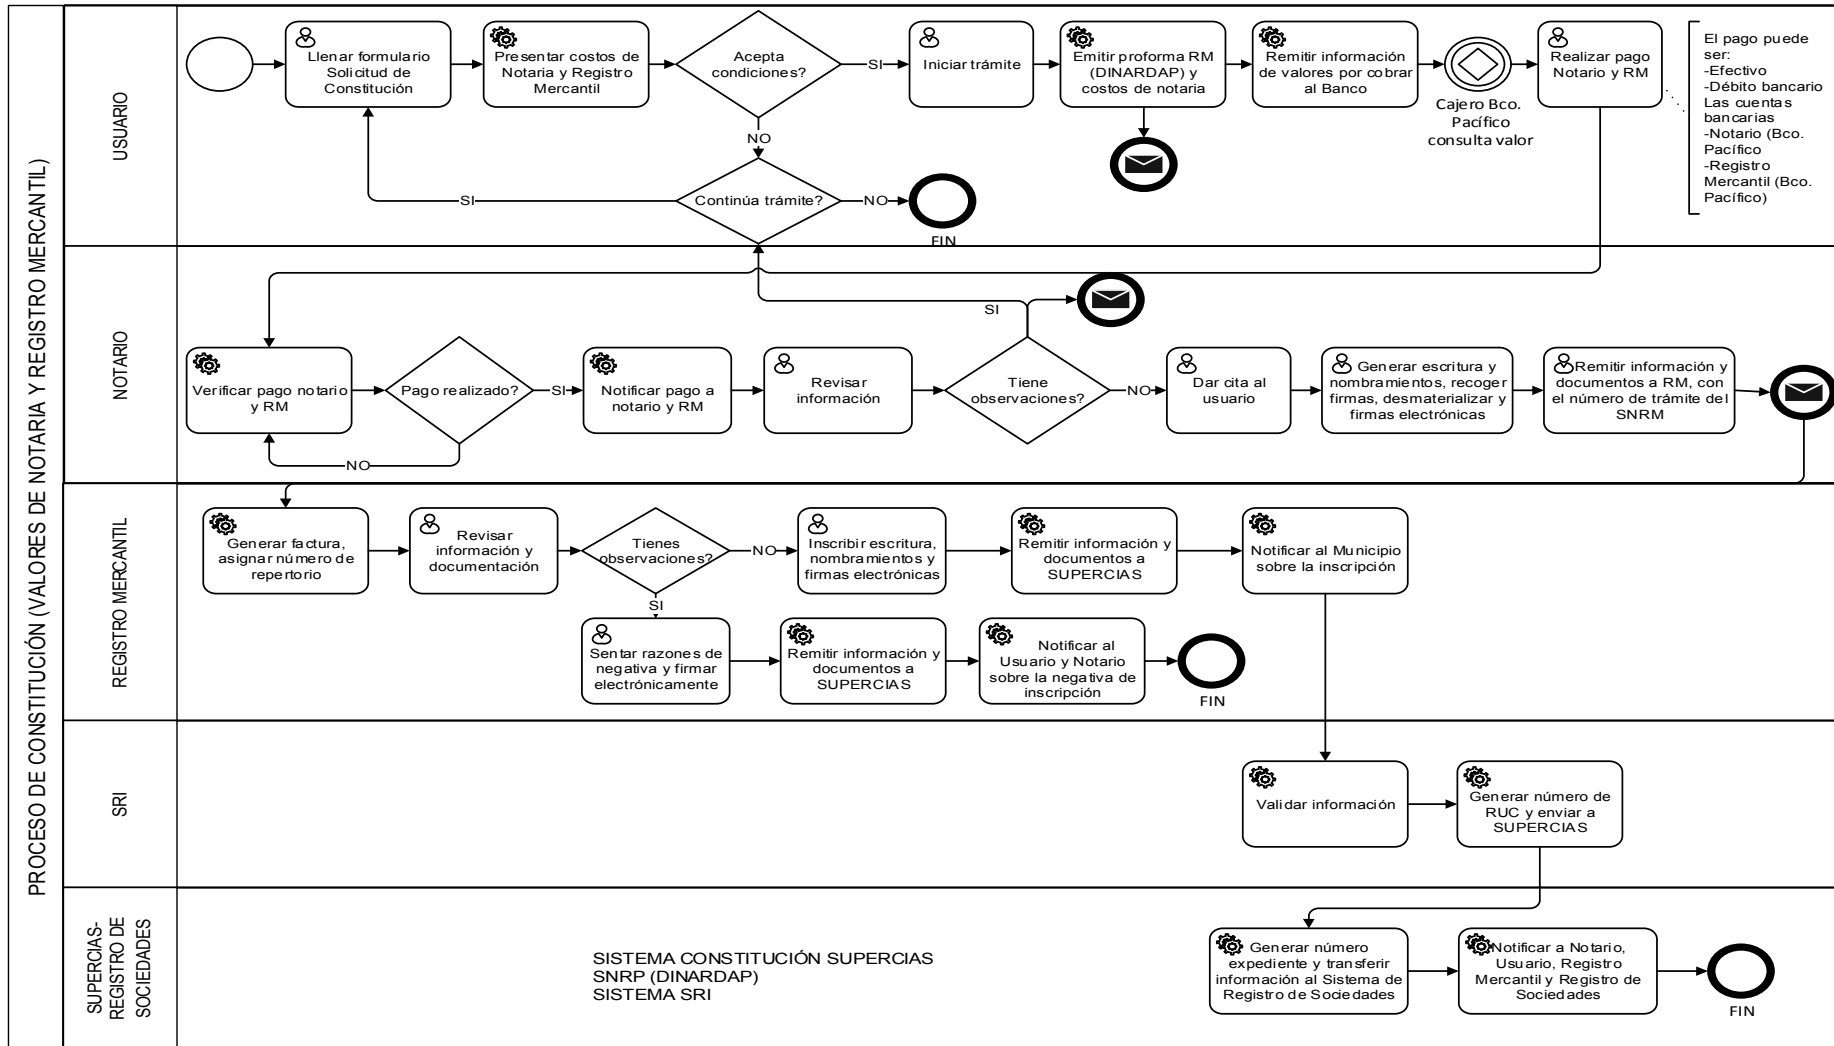 PROCESO DE CONSTITUCIÓN (VALORES DE NOTARIA Y REGISTRO MERCANTIL)
USUARIO
Llenar formulario
Solicitud de
Constitución
Presentar costos de
Notaria y Registro
Mercantil
Acepta
condiciones?
SI
Iniciar trámite
Emitir proforma RM
(DINARDAP) y
costos de notaria
Remitir información
de valores por cobrar
al Banco
Cajero Bco.
Pacífico
consulta valor
Realizar pago
Notario y RM
El pago puede
ser:
-Efectivo
-Débito bancario
Las cuentas
bancarias
-Notario (Bco.
Pacífico
-Registro
Mercantil (Bco.
Pacífico)
NO
SI
Continúa trámite?
NO
FIN
NOTARIO
Verificar pago notario
y RM
Pago realizado?
SI
NO
Notificar pago a
notario y RM
Revisar
información
Tiene
observaciones?
SI
NO
Dar cita al
usuario
Generar escritura y
nombramientos, recoger
firmas, desmaterializar y
firmas electrónicas
Remitir información y
documentos a RM, con
el número de trámite del
SNRM
REGISTRO MERCANTIL
Generar factura,
asignar número de
repertorio
Revisar
información y
documentación
Tienes
observaciones?
NO
Inscribir escritura,
nombramientos y
firmas electrónicas
Remitir información y
documentos a
SUPERCIAS
Notificar al Municipio
sobre la inscripción
SI
Sentar razones de
negativa y firmar
electrónicamente
Remitir información y
documentos a
SUPERCIAS
Notificar al
Usuario y Notario
sobre la negativa de
inscripción
FIN
SRI
Validar información
Generar número de
RUC y enviar a
SUPERCIAS
SUPERCIAS-
REGISTRO DE
SOCIEDADES
SISTEMA CONSTITUCIÓN SUPERCIAS
SNRP (DINARDAP)
SISTEMA SRI
Generar número
expediente y transferir
información al Sistema de
Registro de Sociedades
Notificar a Notario,
Usuario, Registro
Mercantil y Registro de
Sociedades
FIN